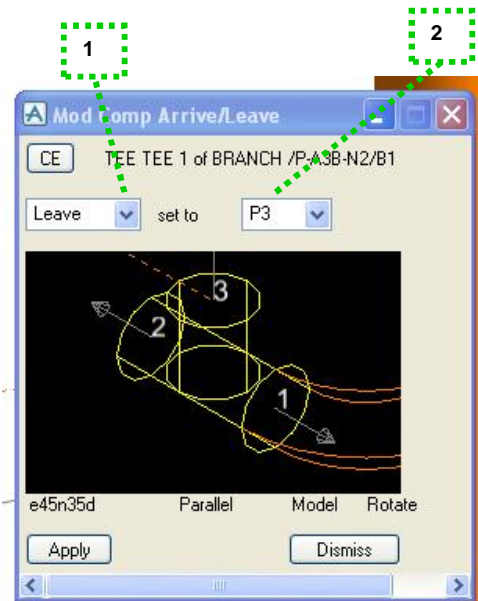 1
2
Mod Comp Arrive/Leave
CE TEE TEE 1 of BRANCH /P-A3B-N2/B1
Leave set to P3
3
2
1
e45n35d Parallel Model Rotate
Apply Dismiss